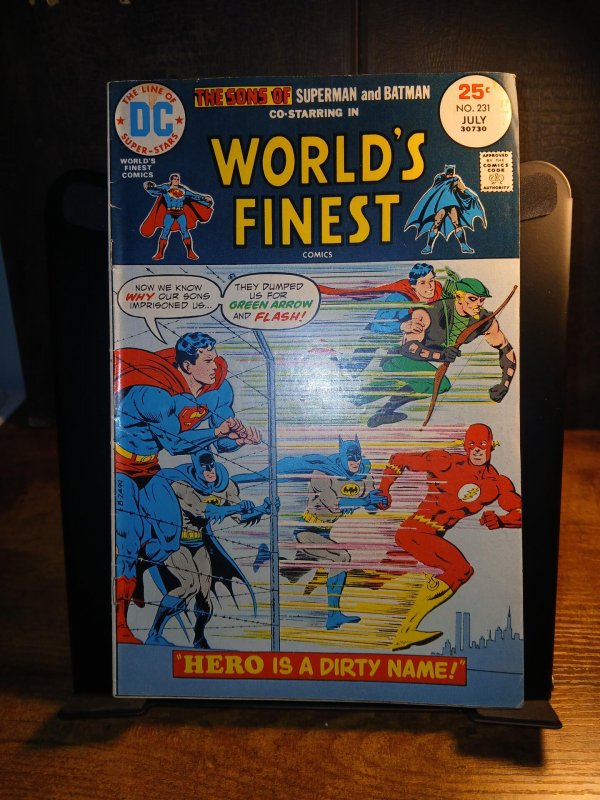 THE LINE OF
DC
SUPER-STARS
WORLD'S
FINEST
COMICS
THE SONS OF SUPERMAN and BATMAN
CO-STARRING IN
WORLD'S
FINEST
COMICS
25¢
NO. 231
JULY
30730
APPROVED
BY THE
COMICS
CODE
AUTHORITY
NOW WE KNOW
WHY OUR SONS
IMPRISONED US...
THEY DUMPED
US FOR
GREEN ARROW
AND FLASH!
"HERO IS A DIRTY NAME!"